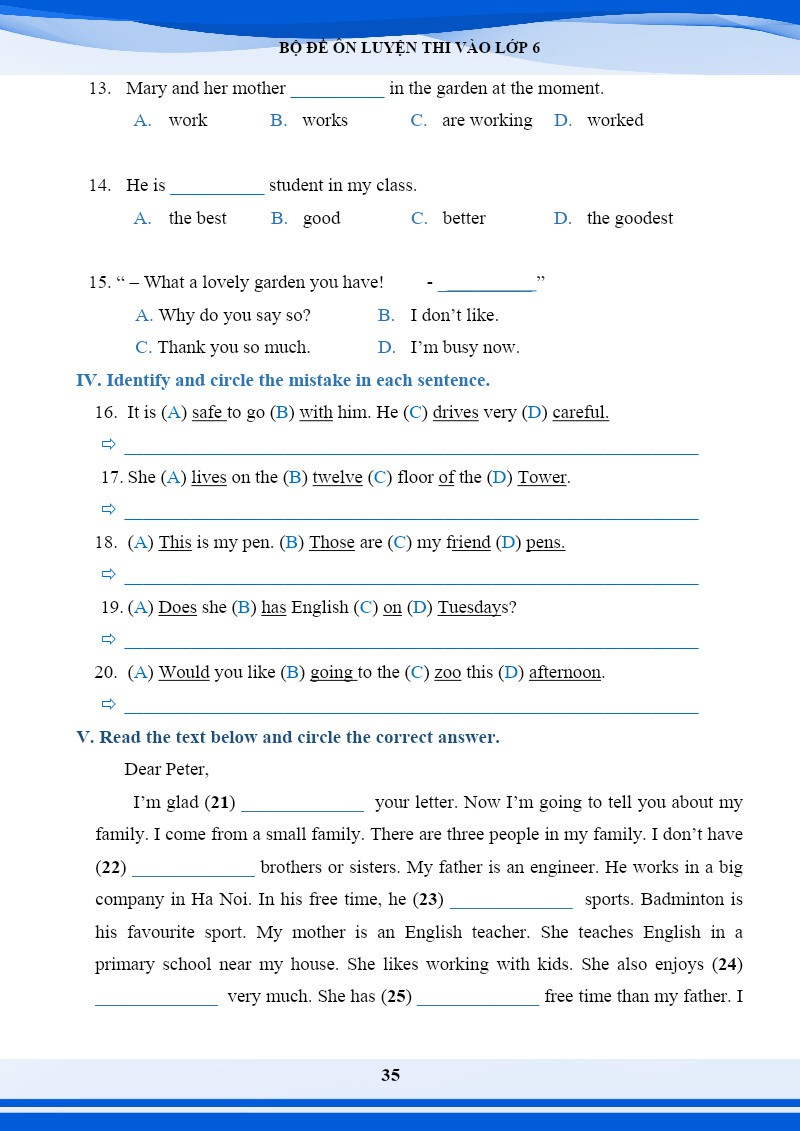 BỘ ĐỀ ÔN LUYỆN THI VÀO LỚP 6
13. Mary and her mother __________ in the garden at the moment.
A. work B. works C. are working D. worked
14. He is __________ student in my class.
A. the best B. good C. better D. the goodest
15. “ – What a lovely garden you have! - __________”
A. Why do you say so? B. I don’t like.
C. Thank you so much. D. I’m busy now.
IV. Identify and circle the mistake in each sentence.
16. It is (A) safe to go (B) with him. He (C) drives very (D) careful.
⇨ ____________________
17. She (A) lives on the (B) twelve (C) floor of the (D) Tower.
⇨ ____________________
18. (A) This is my pen. (B) Those are (C) my friend (D) pens.
⇨ ____________________
19. (A) Does she (B) has English (C) on (D) Tuesdays?
⇨ ____________________
20. (A) Would you like (B) going to the (C) zoo this (D) afternoon.
⇨ ____________________
V. Read the text below and circle the correct answer.
Dear Peter,
I’m glad (21) _____________ your letter. Now I’m going to tell you about my
family. I come from a small family. There are three people in my family. I don’t have
(22) _____________ brothers or sisters. My father is an engineer. He works in a big
company in Ha Noi. In his free time, he (23) _____________ sports. Badminton is
his favourite sport. My mother is an English teacher. She teaches English in a
primary school near my house. She likes working with kids. She also enjoys (24)
_____________ very much. She has (25) _____________ free time than my father. I
35